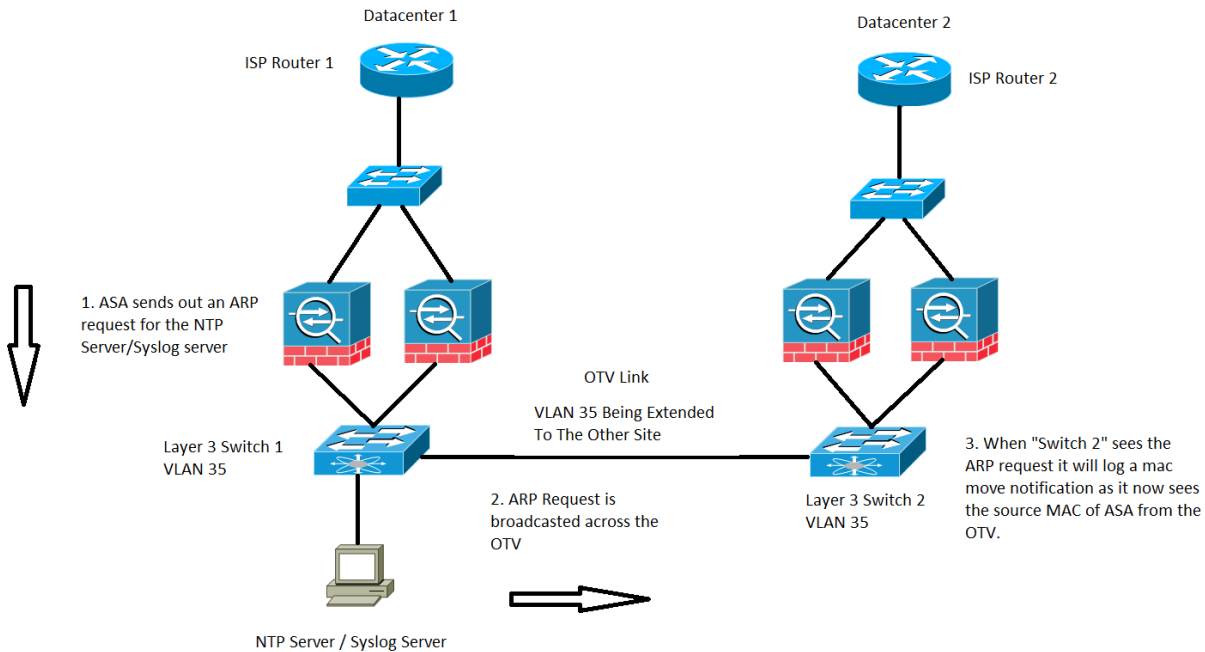 Datacenter 1
Datacenter 2
ISP Router 1
ISP Router 2
1. ASA sends out an ARP
request for the NTP
Server/Syslog server
OTV Link
VLAN 35 Being Extended
To The Other Site
Layer 3 Switch 1
VLAN 35
2. ARP Request is
broadcasted across the
OTV
Layer 3 Switch 2
VLAN 35
3. When "Switch 2" sees the
ARP request it will log a mac
move notification as it now sees
the source MAC of ASA from the
OTV.
NTP Server / Syslog Server